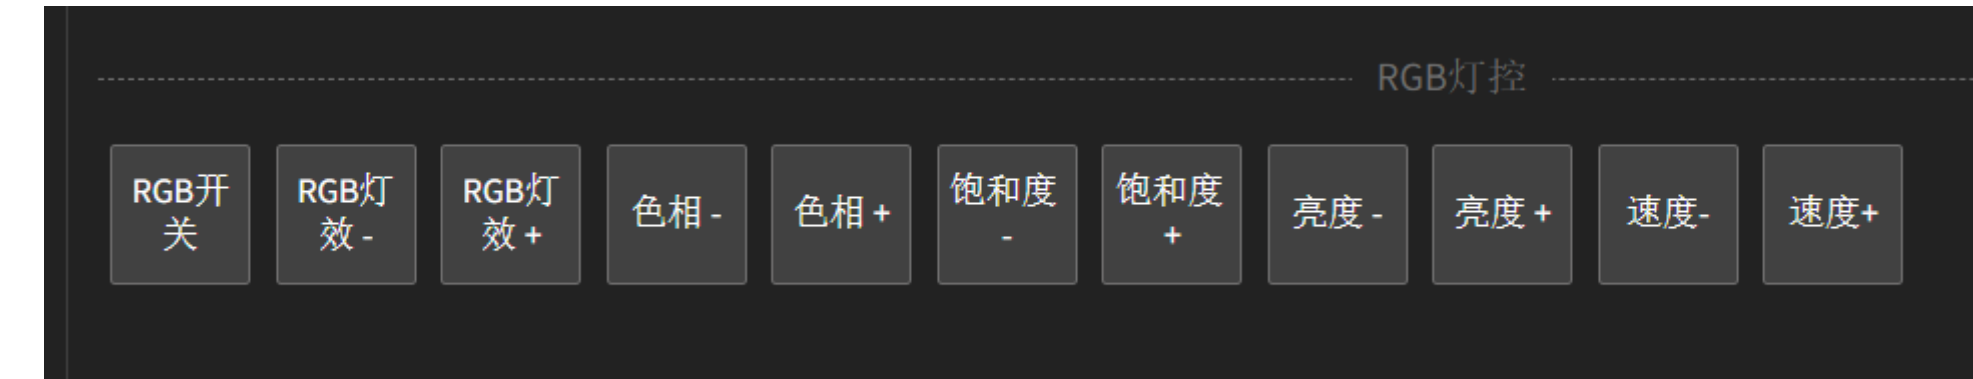 RGB灯控
RGB开
关
RGB灯
效 -
RGB灯
效 +
色相 -
色相 +
饱和度
-
饱和度
+
亮度 -
亮度 +
速度-
速度+